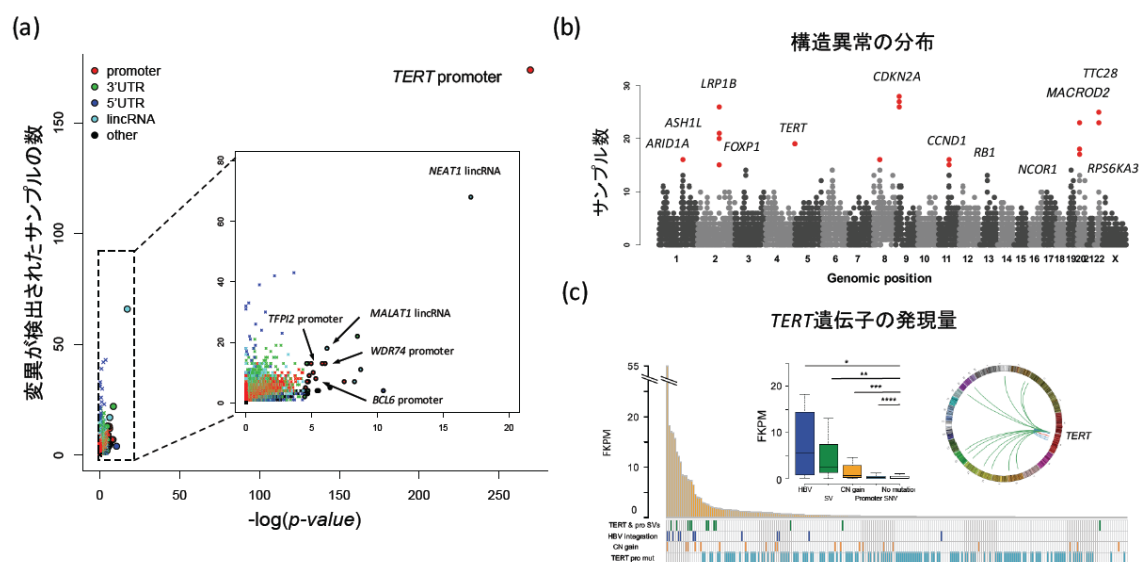 (a)
変異が検出されたサンプルの数
150
100
50
0
promoter
3'UTR
5'UTR
lincRNA
other
TERT promoter
80
60
40
20
0
NEAT1 lincRNA
TFPI2 promoter
MALAT1 lincRNA
WDR74 promoter
BCL6 promoter
0 5 10 15 20
0 50 100 150 200 250
-log(p-value)
(b)
構造異常の分布
サンプル数
30
20
10
0
ARID1A
ASH1L
LRP1B
FOXP1
TERT
CDKN2A
CCND1
RB1
NCOR1
MACROD2
TTC28
RPS6KA3
1 2 3 4 5 6 7 8 9 10 11 12 13 14 15 16 17 18 19 20 21 22 X
Genomic position
(c)
TERT遺伝子の発現量
FKPM
55
20
10
0
FKPM
20
10
0
*
**
***
****
HBV
SV
CN gain
Promoter SNV
No mutation
TERT
TERT & pro SVs
HBV integration
CN gain
TERT pro mut